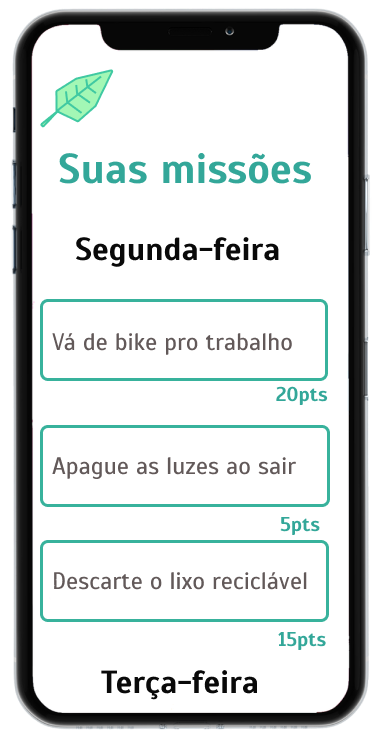 Suas missões
Segunda-feira
Vá de bike pro trabalho
20pts
Apague as luzes ao sair
5pts
Descarte o lixo reciclável
15pts
Terça-feira